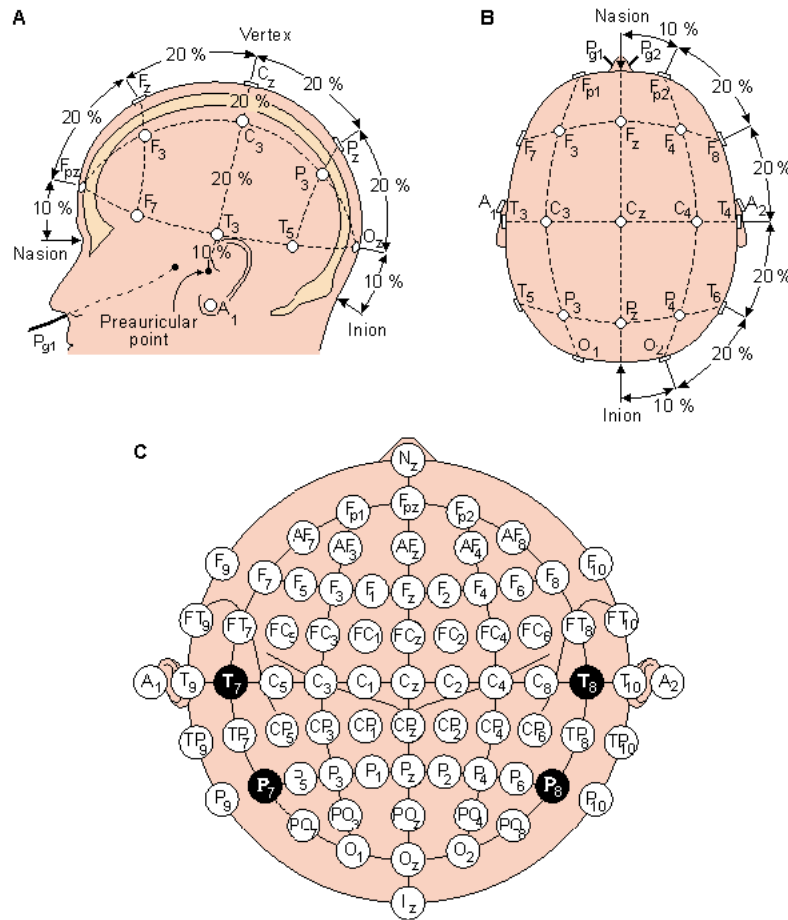 A
Vertex
20 %
20 %
Fz
Cz
20 %
20 %
C3
Pz
Fpz
F3
P3
20 %
20 %
10 %
F7
T3
T5
Oz
Nasion
10 %
10 %
A1
Preauricular
point
Inion
Pg1
B
Nasion
10 %
Pg1
Pg2
Fp1
Fp2
20 %
F7
F3
Fz
F4
F8
20 %
A1
T3
C3
Cz
C4
T4
A2
20 %
T5
P3
Pz
P4
T6
20 %
O1
O2
10 %
Inion
C
Nz
Fp1
Fpz
Fp2
AF7
AF3
AFz
AF4
AF8
F9
F7
F5
F3
F1
Fz
F2
F4
F6
F8
F10
FT9
FT7
FC5
FC3
FC1
FCz
FC2
FC4
FC6
FT8
FT10
A1
T9
T7
C5
C3
C1
Cz
C2
C4
C8
T8
T10
A2
TP9
TP7
CP5
CP3
CP1
CPz
CP2
CP4
CP6
TP8
TP10
P9
P7
P5
P3
P1
Pz
P2
P4
P6
P8
P10
PO7
PO3
POz
PO4
PO8
O1
Oz
O2
Iz